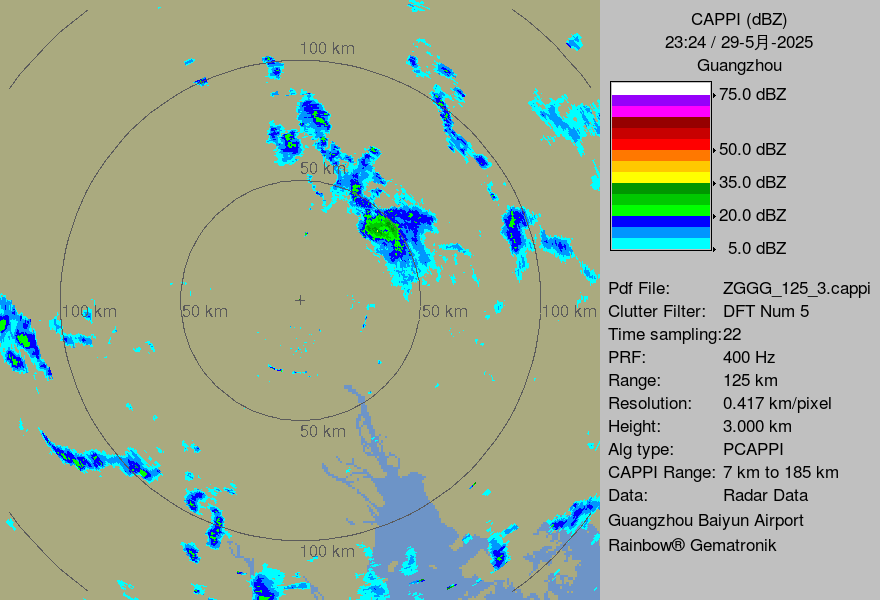 CAPPI (dBZ)
23:24 / 29-5月-2025
Guangzhou
75.0 dBZ
50.0 dBZ
35.0 dBZ
20.0 dBZ
5.0 dBZ
Pdf File: ZGGG_125_3.cappi
Clutter Filter: DFT Num 5
Time sampling:22
PRF: 400 Hz
Range: 125 km
Resolution: 0.417 km/pixel
Height: 3.000 km
Alg type: PCAPPI
CAPPI Range: 7 km to 185 km
Data: Radar Data
Guangzhou Baiyun Airport
Rainbow® Gematronik
100 km
50 km
100 km
50 km
50 km
100 km
50 km
100 km